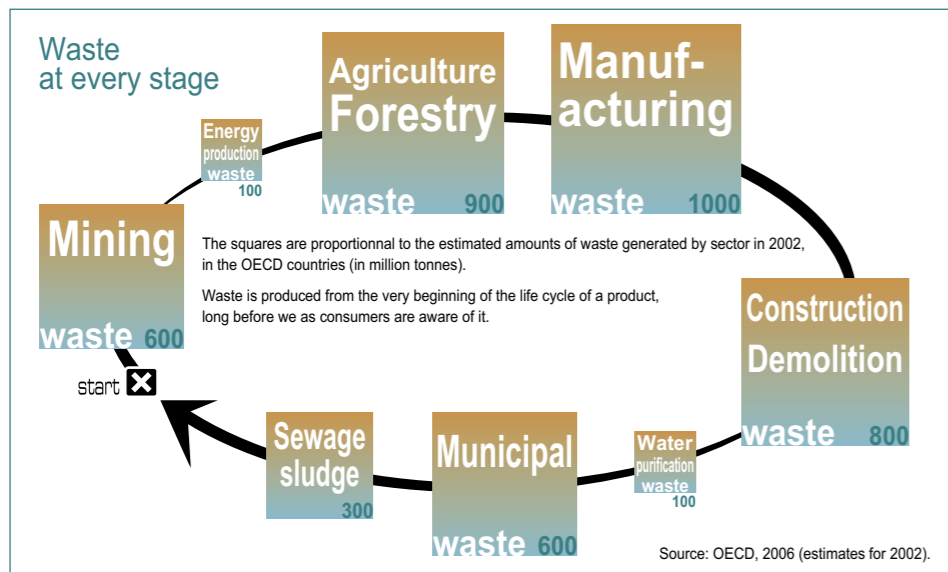 Waste
at every stage
Mining
waste 600
Energy
production
waste
100
Agriculture
Forestry
waste 900
Manuf-
acturing
waste 1000
The squares are proportionnal to the estimated amounts of waste generated by sector in 2002,
in the OECD countries (in million tonnes).
Waste is produced from the very beginning of the life cycle of a product,
long before we as consumers are aware of it.
Construction
Demolition
waste 800
Water
purification
waste
100
Municipal
waste 600
Sewage
sludge
300
start
Source: OECD, 2006 (estimates for 2002).